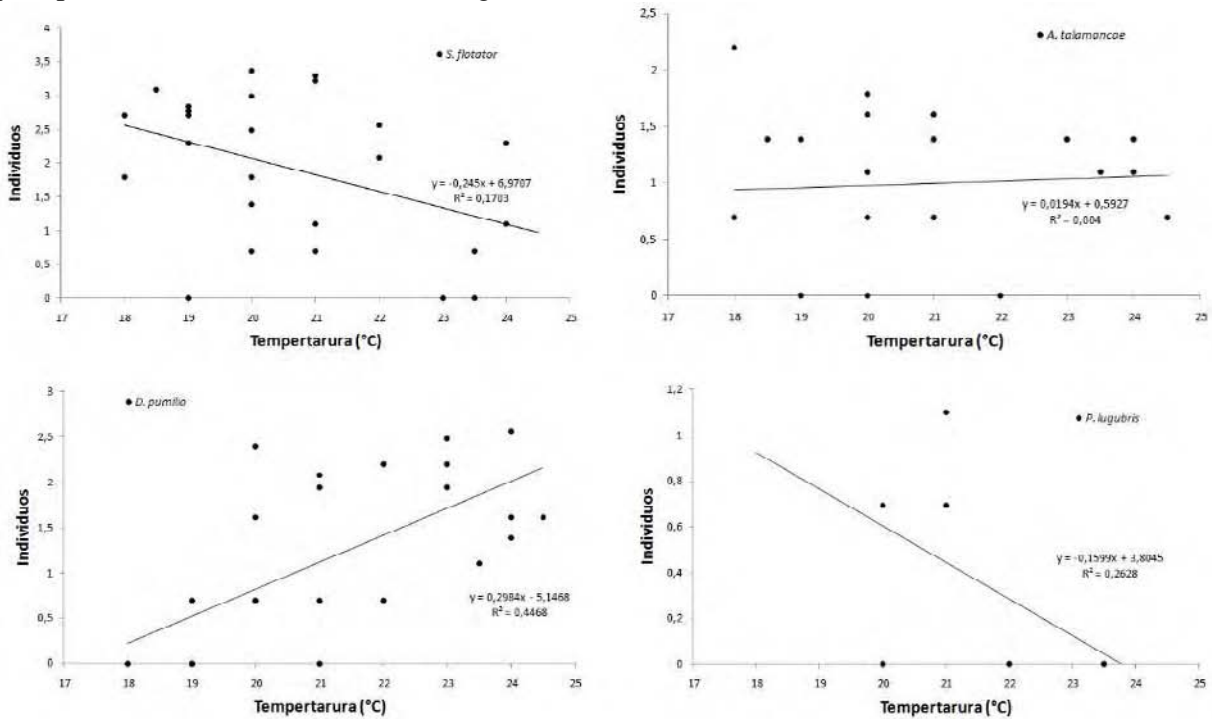 S. flotator
Individuos
4
3,5
3
2,5
2
1,5
1
0,5
0
y = -0,245x + 6,9707
R² = 0,1703
17 18 19 20 21 22 23 24 25
Tempertarura (°C)
A. talamancae
Individuos
2,5
2
1,5
1
0,5
0
y = 0,0194x + 0,5927
R² = 0,004
17 18 19 20 21 22 23 24 25
Tempertarura (°C)
D. pumilio
Individuos
3
2,5
2
1,5
1
0,5
0
y = 0,2984x - 5,1468
R² = 0,4468
17 18 19 20 21 22 23 24 25
Tempertarura (°C)
P. lugubris
Individuos
1,2
1
0,8
0,6
0,4
0,2
0
y = -0,1599x + 3,8045
R² = 0,2628
17 18 19 20 21 22 23 24 25
Tempertarura (°C)